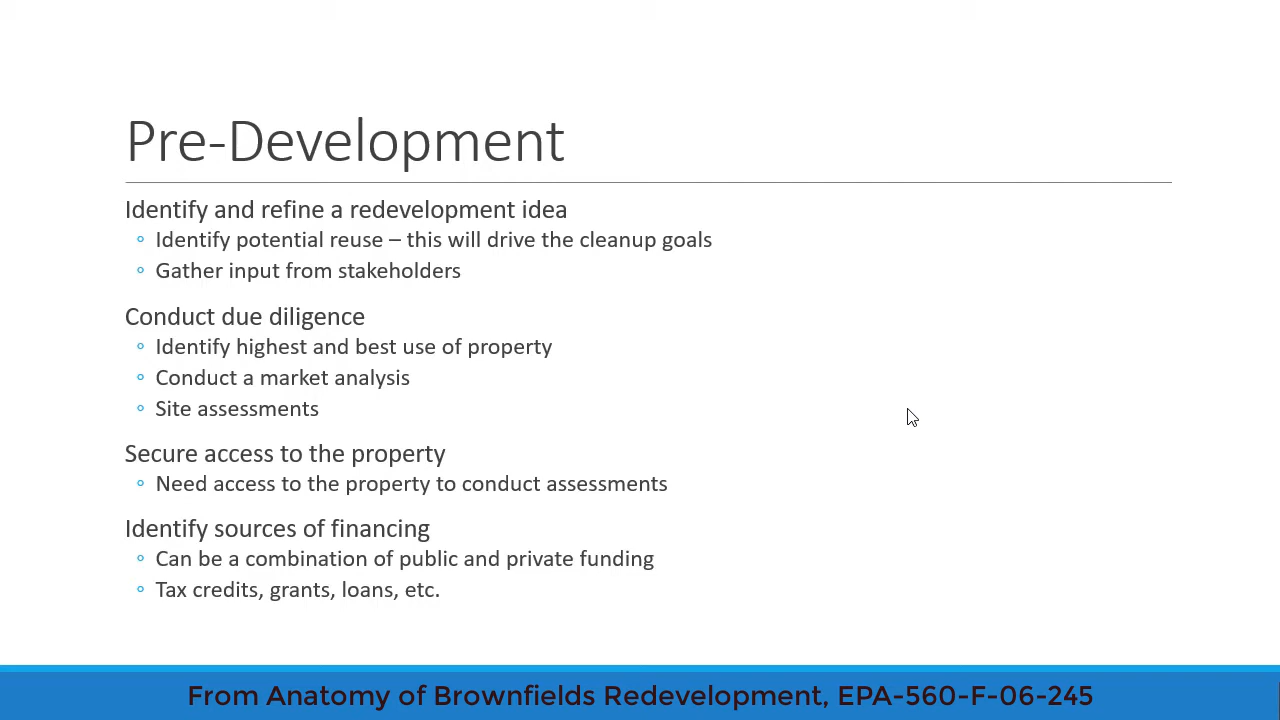 Pre-Development
Identify and refine a redevelopment idea
Identify potential reuse – this will drive the cleanup goals
Gather input from stakeholders
Conduct due diligence
Identify highest and best use of property
Conduct a market analysis
Site assessments
Secure access to the property
Need access to the property to conduct assessments
Identify sources of financing
Can be a combination of public and private funding
Tax credits, grants, loans, etc.
From Anatomy of Brownfields Redevelopment, EPA-560-F-06-245